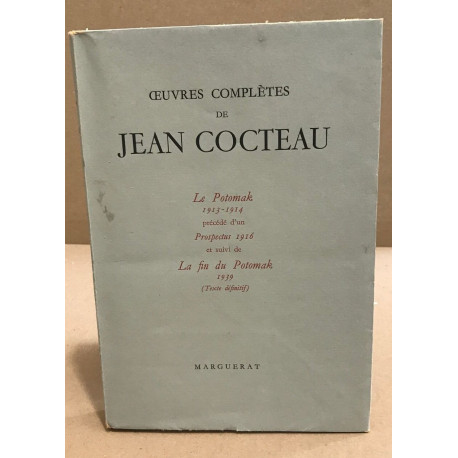 ŒUVRES COMPLÈTES
DE
JEAN COCTEAU
Le Potomak
1913-1914
précédé d'un
Prospectus 1916
et suivi de
La fin du Potomak
1939
(Texte définitif)
MARGUERAT